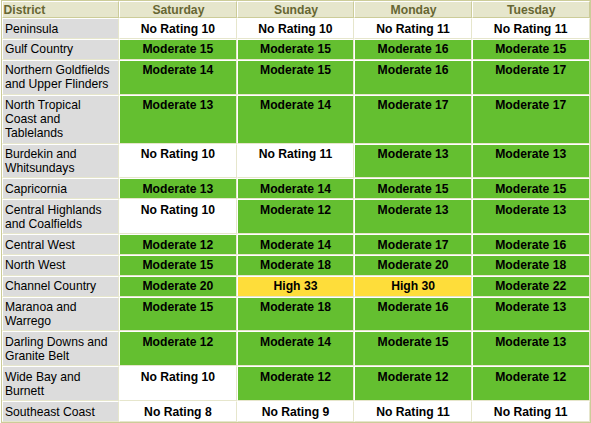 District Saturday Sunday Monday Tuesday
Peninsula No Rating 10 No Rating 10 No Rating 11 No Rating 11
Gulf Country Moderate 15 Moderate 15 Moderate 16 Moderate 15
Northern Goldfields Moderate 14 Moderate 15 Moderate 16 Moderate 17
and Upper Flinders
North Tropical Moderate 13 Moderate 14 Moderate 17 Moderate 17
Coast and
Tablelands
Burdekin and No Rating 10 No Rating 11 Moderate 13 Moderate 13
Whitsundays
Capricornia Moderate 13 Moderate 14 Moderate 15 Moderate 15
Central Highlands No Rating 10 Moderate 12 Moderate 13 Moderate 13
and Coalfields
Central West Moderate 12 Moderate 14 Moderate 17 Moderate 16
North West Moderate 15 Moderate 18 Moderate 20 Moderate 18
Channel Country Moderate 20 High 33 High 30 Moderate 22
Maranoa and Moderate 15 Moderate 18 Moderate 16 Moderate 13
Warrego
Darling Downs and Moderate 12 Moderate 14 Moderate 15 Moderate 13
Granite Belt
Wide Bay and No Rating 10 Moderate 12 Moderate 12 Moderate 12
Burnett
Southeast Coast No Rating 8 No Rating 9 No Rating 11 No Rating 11